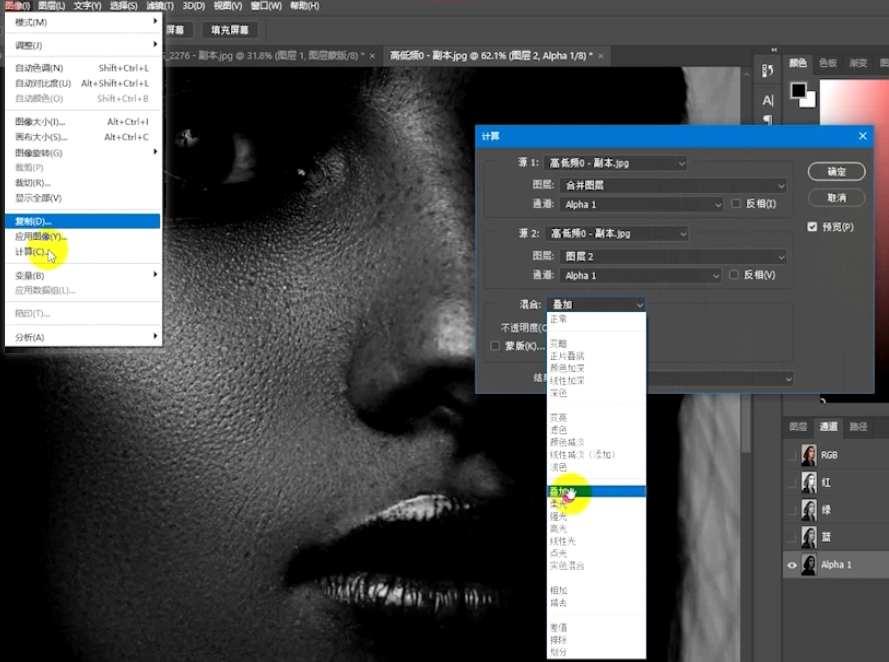 图像(I) 图层(L) 文字(Y) 选择(S) 滤镜(T) 3D(D) 视图(V) 窗口(W) 帮助(H)
屏幕 填充屏幕
_2276 - 副本.jpg @ 31.8% (图层 1, 图层蒙版/8) * ×
高低频0 - 副本.jpg @ 62.1% (图层 2, Alpha 1/8) * ×
模式(M)
调整(J)
自动色调(N) Shift+Ctrl+L
自动对比度(U) Alt+Shift+Ctrl+L
自动颜色(O) Shift+Ctrl+B
图像大小(I)... Alt+Ctrl+I
画布大小(S)... Alt+Ctrl+C
图像旋转(G)
裁剪(P)
裁切(R)...
显示全部(V)
复制(D)...
应用图像(Y)...
计算(C)...
变量(B)
应用数据组(L)...
陷印(T)...
分析(A)
计算
源 1: 高低频0 - 副本.jpg
图层: 合并图层
通道: Alpha 1 反相(I)
源 2: 高低频0 - 副本.jpg
图层: 图层 2
通道: Alpha 1 反相(V)
混合: 叠加
不透明度(O
蒙版(K)...
确定
取消
预览(P)
正常
变暗
正片叠底
颜色加深
线性加深
深色
变亮
滤色
颜色减淡
线性减淡（添加）
浅色
叠加
柔光
强光
亮光
线性光
点光
实色混合
相加
减去
差值
排除
划分
颜色 色板 渐变
图层 通道 路径
RGB
红
绿
蓝
Alpha 1